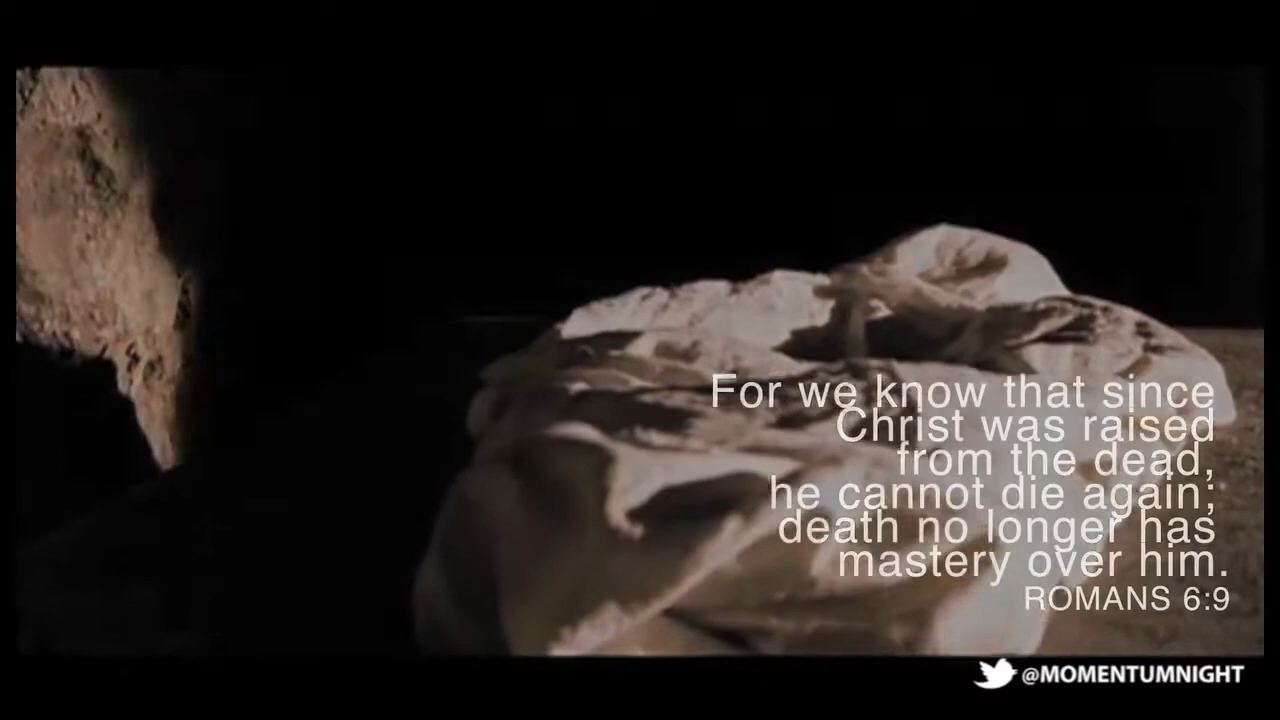 For we know that since
Christ was raised
from the dead,
he cannot die again;
death no longer has
mastery over him.
ROMANS 6:9
@MOMENTUMNIGHT